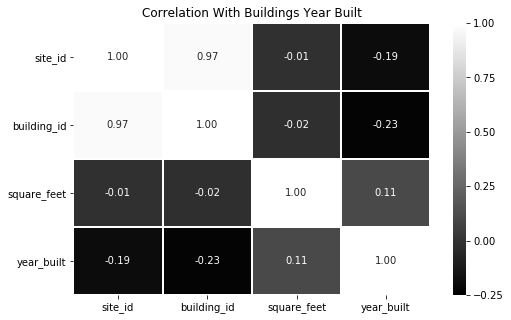 Correlation With Buildings Year Built
site_id 1.00 0.97 -0.01 -0.19
building_id 0.97 1.00 -0.02 -0.23
square_feet -0.01 -0.02 1.00 0.11
year_built -0.19 -0.23 0.11 1.00
site_id building_id square_feet year_built
1.00
0.75
0.50
0.25
0.00
−0.25